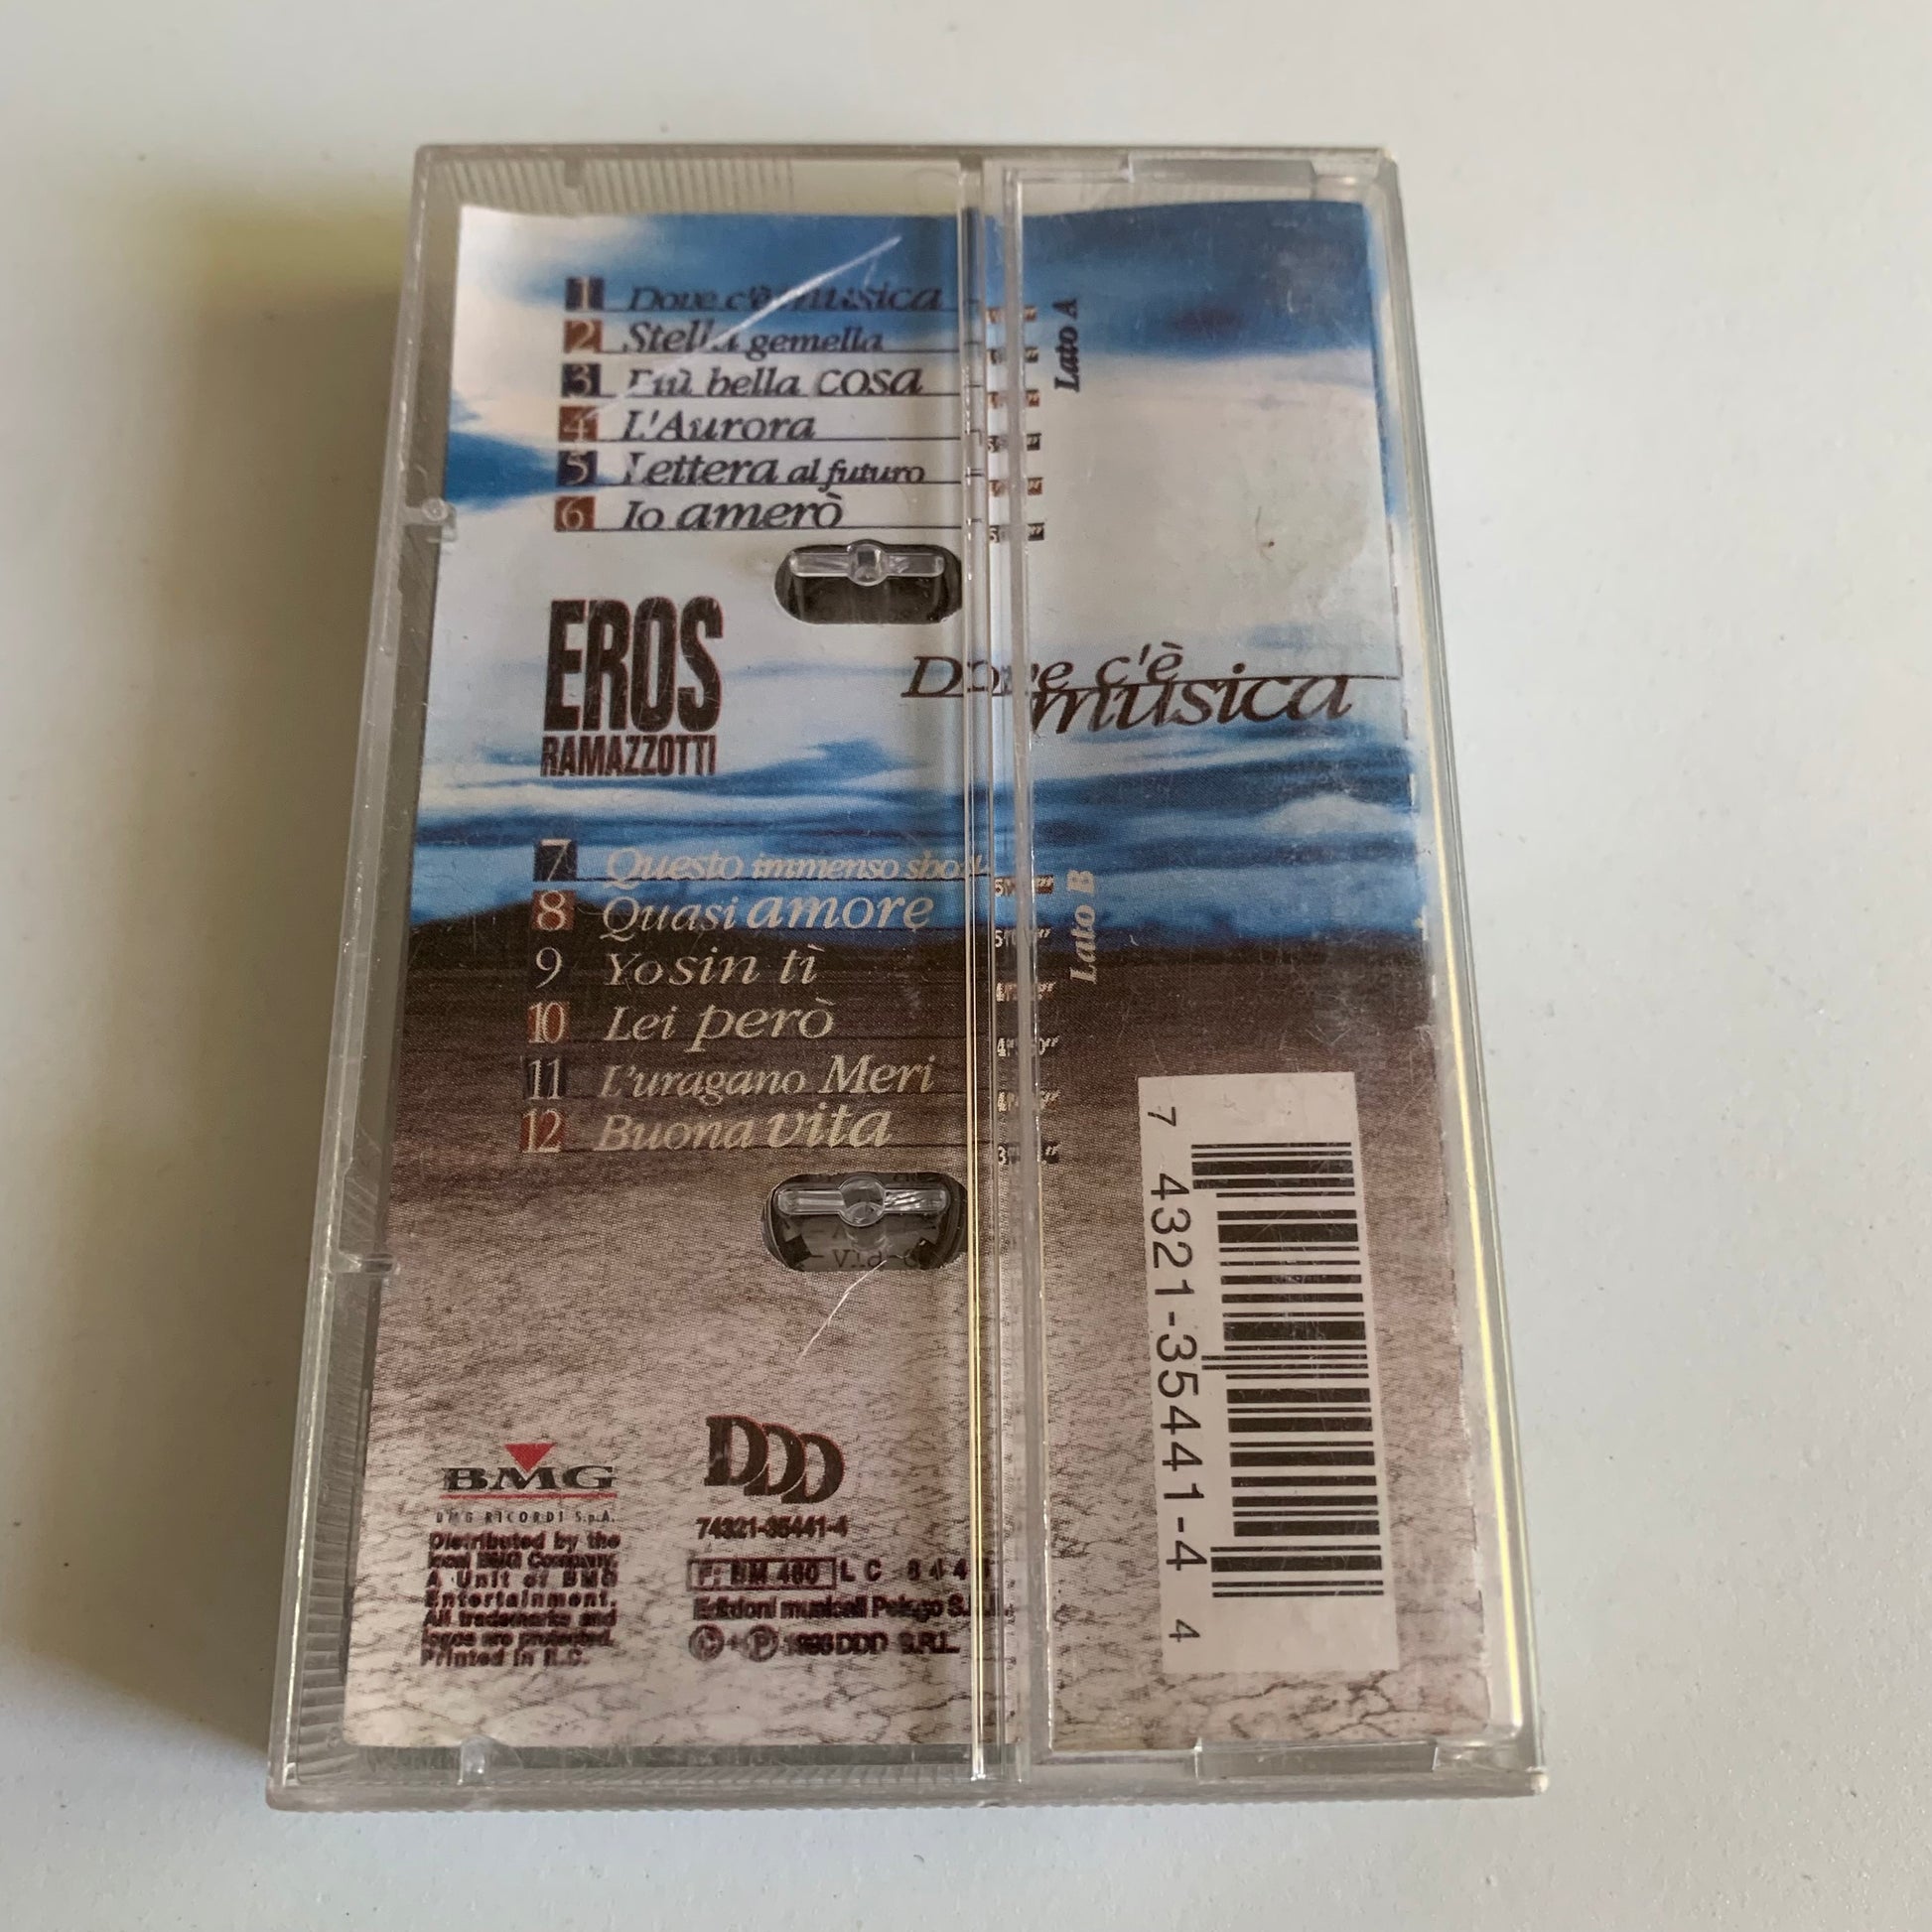 1 Dove c'è musica
2 Stella gemella
3 Più bella cosa
4 L'Aurora
5 Lettera al futuro
6 Io amerò
Lato A
EROS
RAMAZZOTTI
Dove c'è
musica
7 Questo immenso
8 Quasi amore
9 Yo sin ti
10 Lei però
11 L'uragano Meri
12 Buona vita
Lato B
BMG
BMG RICORDI S.p.A.
Distributed by the
local BMG Company.
A Unit of BMG
Entertainment.
All trademarks and
logos are protected.
Printed in E.C.
DDD
74321-35441-4
F: BM 460 LC
Edizioni musicali
© + ℗ 1996 DDD S.R.L.
7 4321-35441-4 4